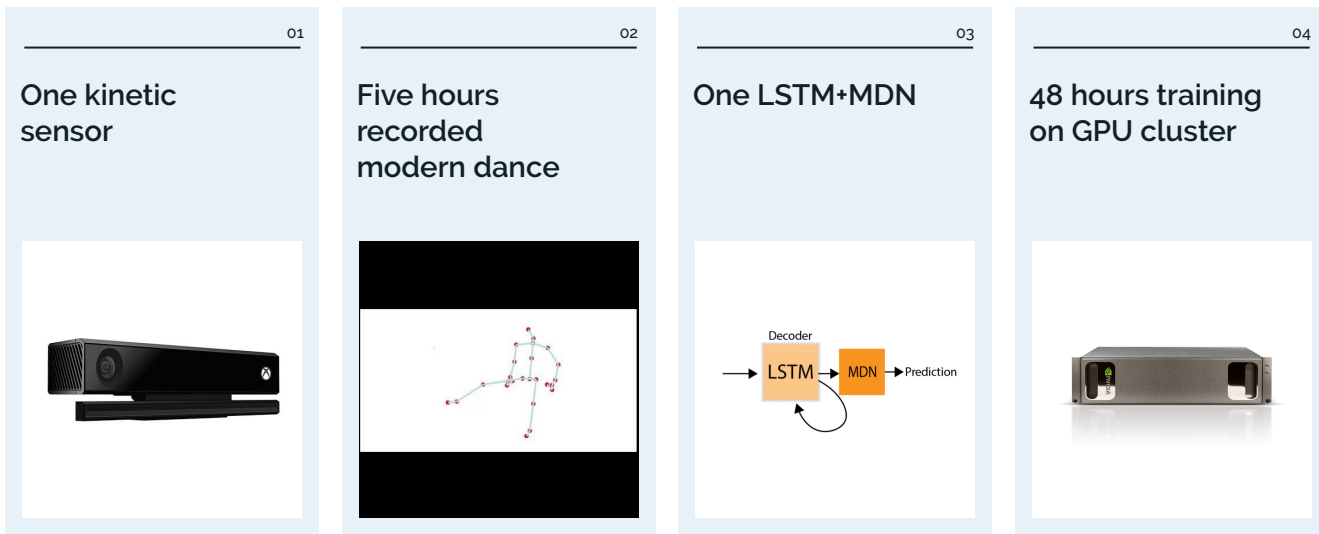 01
One kinetic
sensor
02
Five hours
recorded
modern dance
03
One LSTM+MDN
Decoder
LSTM
MDN
Prediction
04
48 hours training
on GPU cluster
NVIDIA